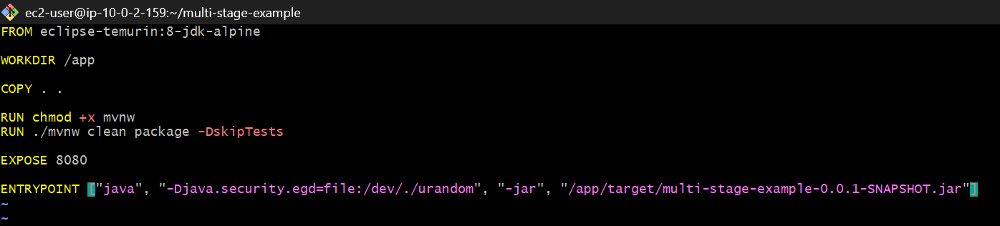 ec2-user@ip-10-0-2-159:~/multi-stage-example
FROM eclipse-temurin:8-jdk-alpine
WORKDIR /app
COPY . .
RUN chmod +x mvnw
RUN ./mvnw clean package -DskipTests
EXPOSE 8080
ENTRYPOINT ["java", "-Djava.security.egd=file:/dev/./urandom", "-jar", "/app/target/multi-stage-example-0.0.1-SNAPSHOT.jar"]
~
~